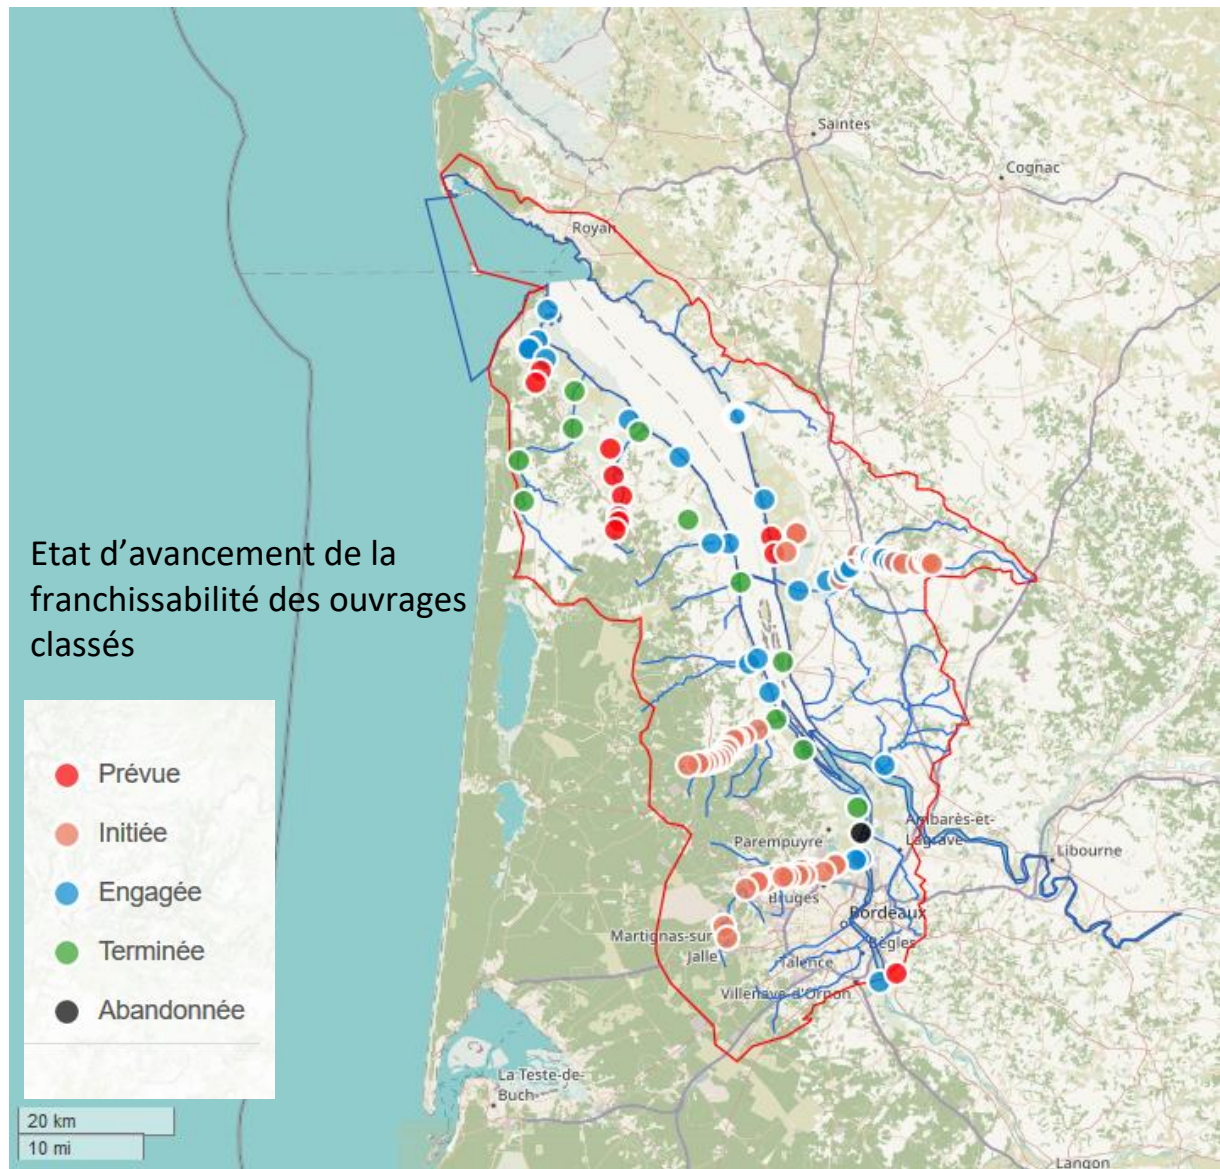 Saintes
Cognac
Royan
Etat d’avancement de la
franchissabilité des ouvrages
classés
Prévue
Initiée
Engagée
Terminée
Abandonnée
Ambarès-et-
Lagrave
Parempuyre
Libourne
Bruges
Bordeaux
Martignas-sur-
Jalle
Bègles
Talence
Villenave-d'Ornon
La Teste-de-
Buch
20 km
10 mi
Langon